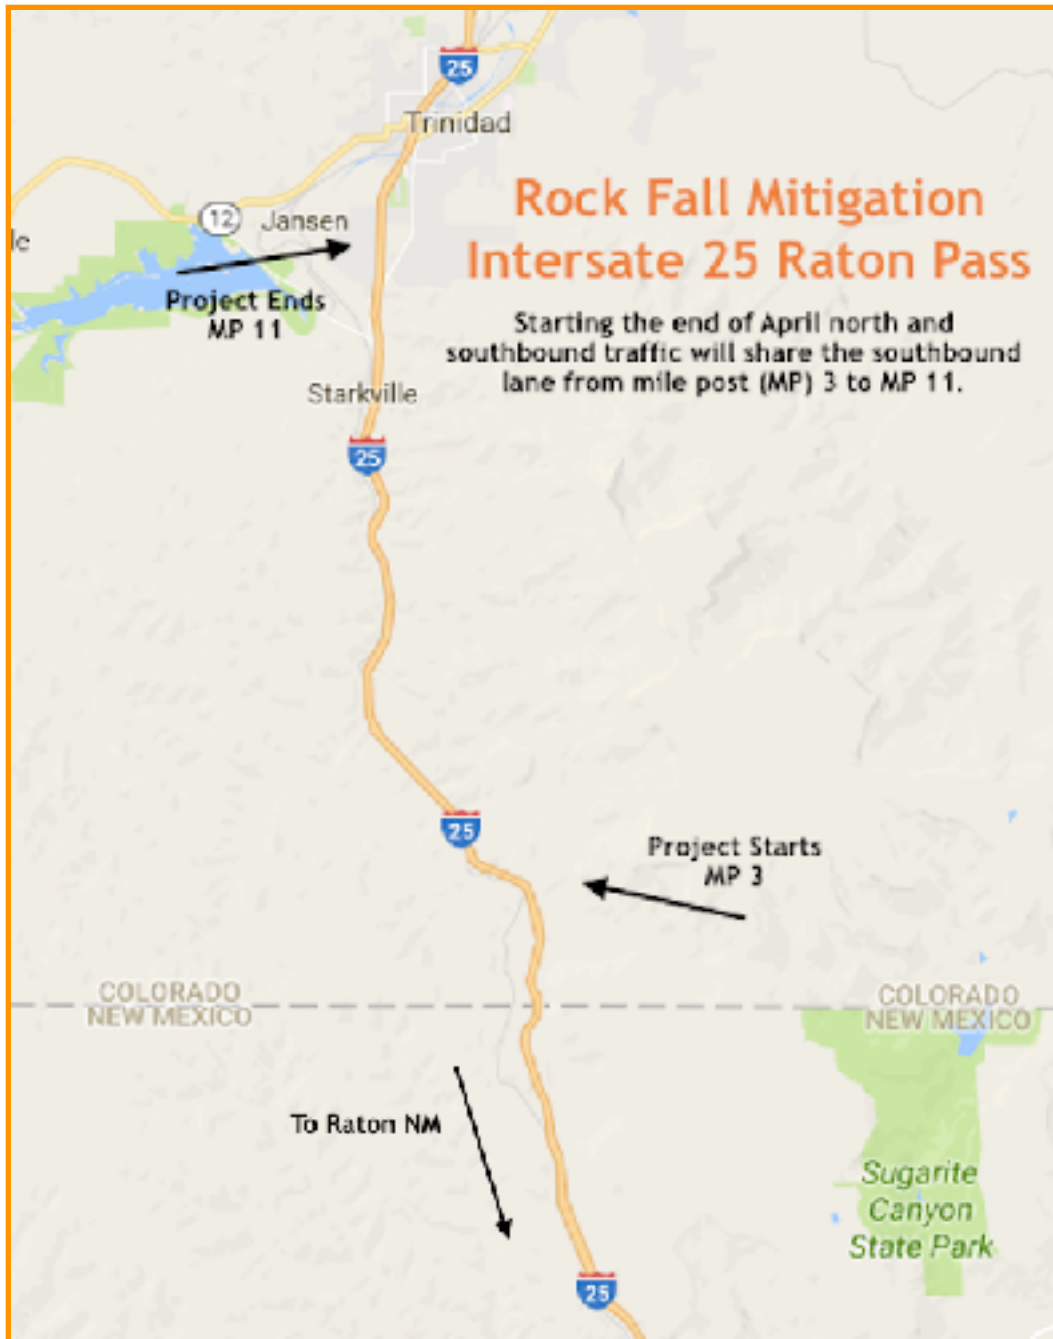 25
Trinidad
Rock Fall Mitigation
Intersate 25 Raton Pass
12
Jansen
le
Project Ends
MP 11
Starting the end of April north and
southbound traffic will share the southbound
lane from mile post (MP) 3 to MP 11.
Starkville
25
25
Project Starts
MP 3
COLORADO
NEW MEXICO
COLORADO
NEW MEXICO
To Raton NM
Sugarite
Canyon
State Park
25